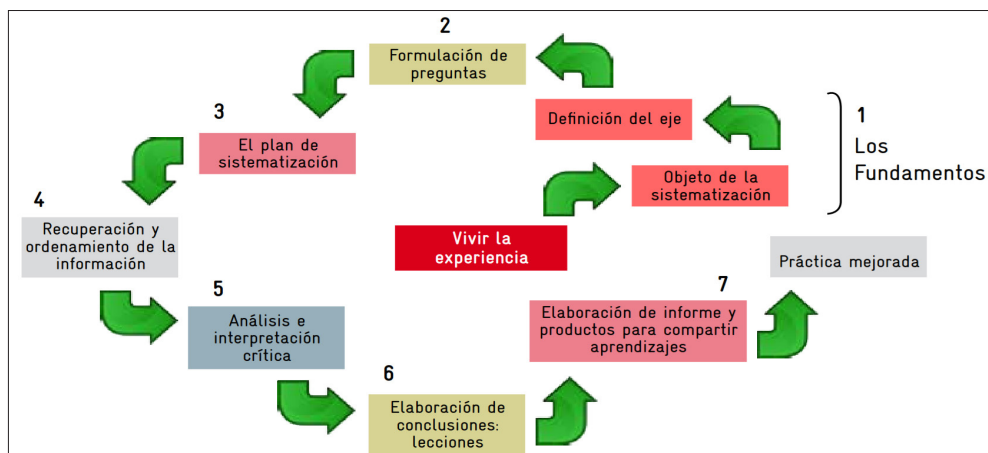 2
Formulación de
preguntas
3
El plan de
sistematización
Definición del eje
1
Los
Fundamentos
Objeto de la
sistematización
4
Recuperación y
ordenamiento de la
información
Vivir la
experiencia
Práctica mejorada
5
Análisis e
interpretación
crítica
7
Elaboración de informe y
productos para compartir
aprendizajes
6
Elaboración de
conclusiones:
lecciones